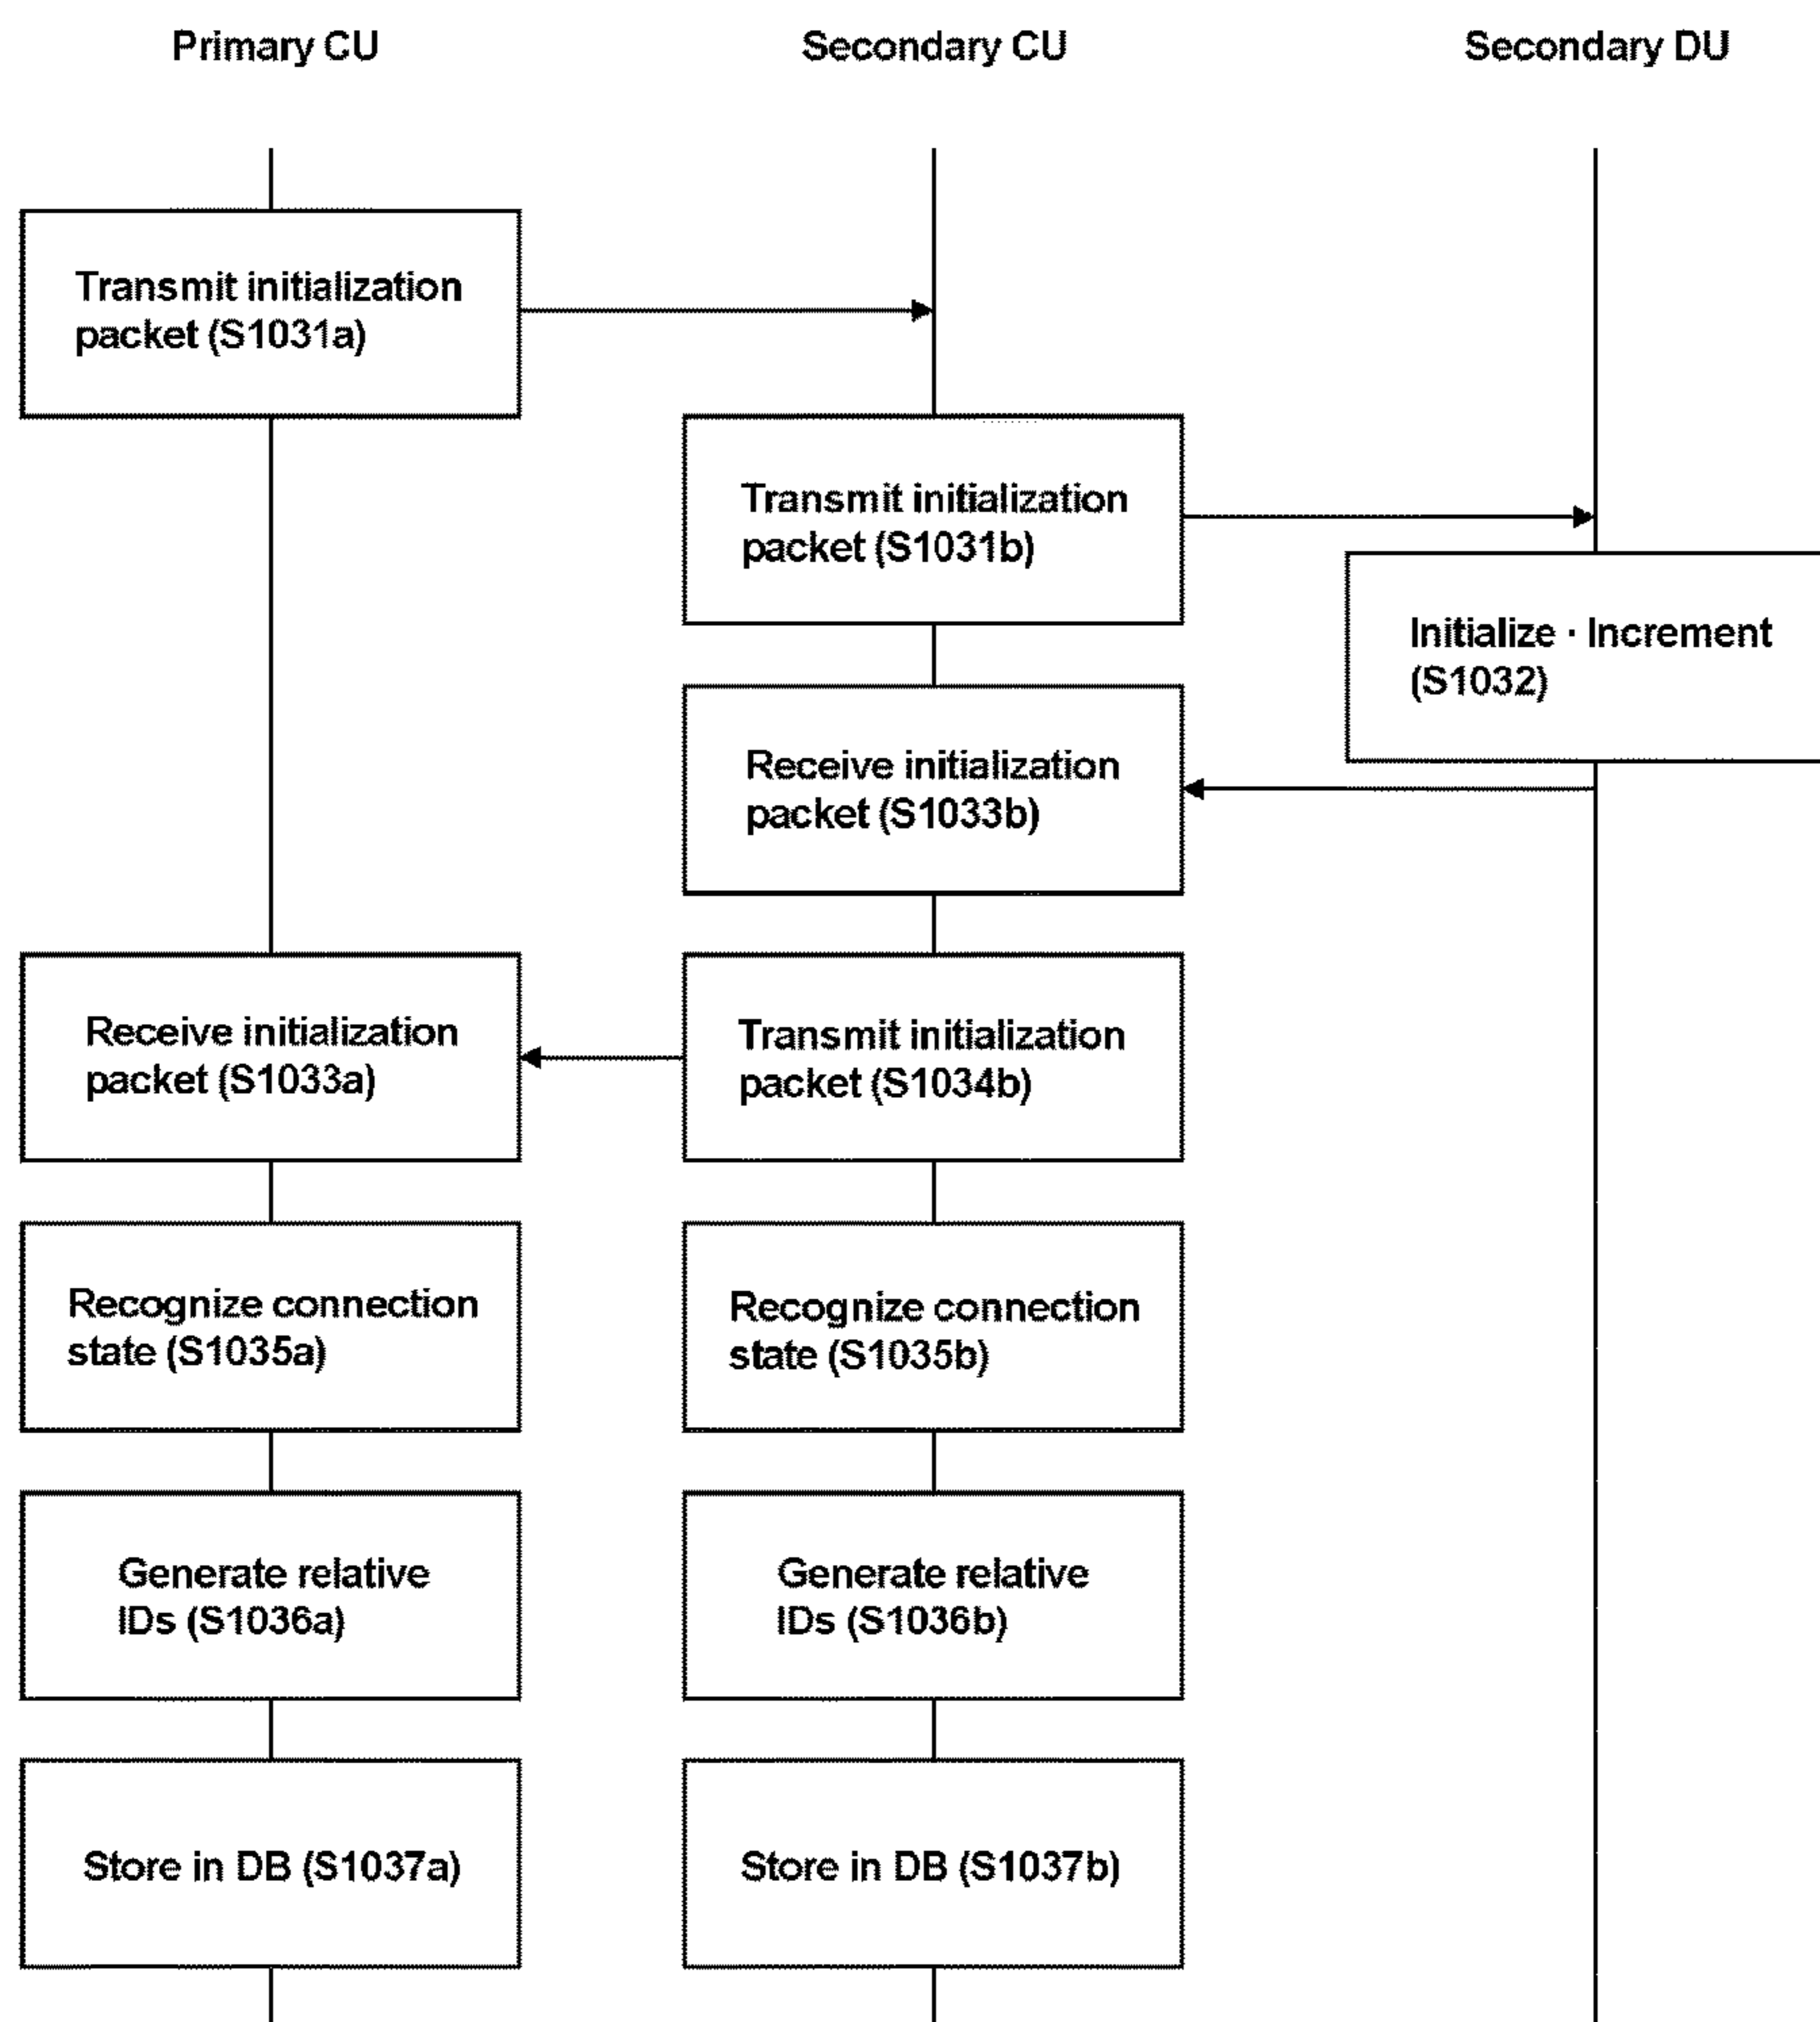 Primary CU
Secondary CU
Secondary DU
Transmit initialization
packet (S1031a)
Transmit initialization
packet (S1031b)
Initialize · Increment
(S1032)
Receive initialization
packet (S1033b)
Receive initialization
packet (S1033a)
Transmit initialization
packet (S1034b)
Recognize connection
state (S1035a)
Recognize connection
state (S1035b)
Generate relative
IDs (S1036a)
Generate relative
IDs (S1036b)
Store in DB (S1037a)
Store in DB (S1037b)